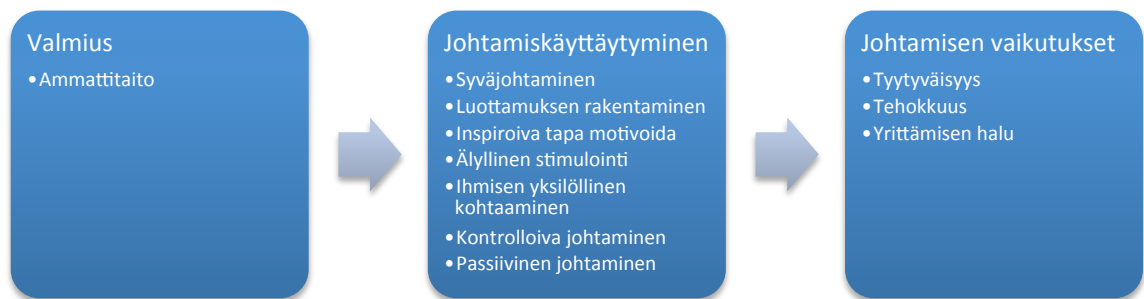 Valmius
•Ammattitaito
Johtamiskäyttäytyminen
•Syväjohtaminen
•Luottamuksen rakentaminen
•Inspiroiva tapa motivoida
•Älyllinen stimulointi
•Ihmisen yksilöllinen
kohtaaminen
•Kontrolloiva johtaminen
•Passiivinen johtaminen
Johtamisen vaikutukset
•Tyytyväisyys
•Tehokkuus
•Yrittämisen halu